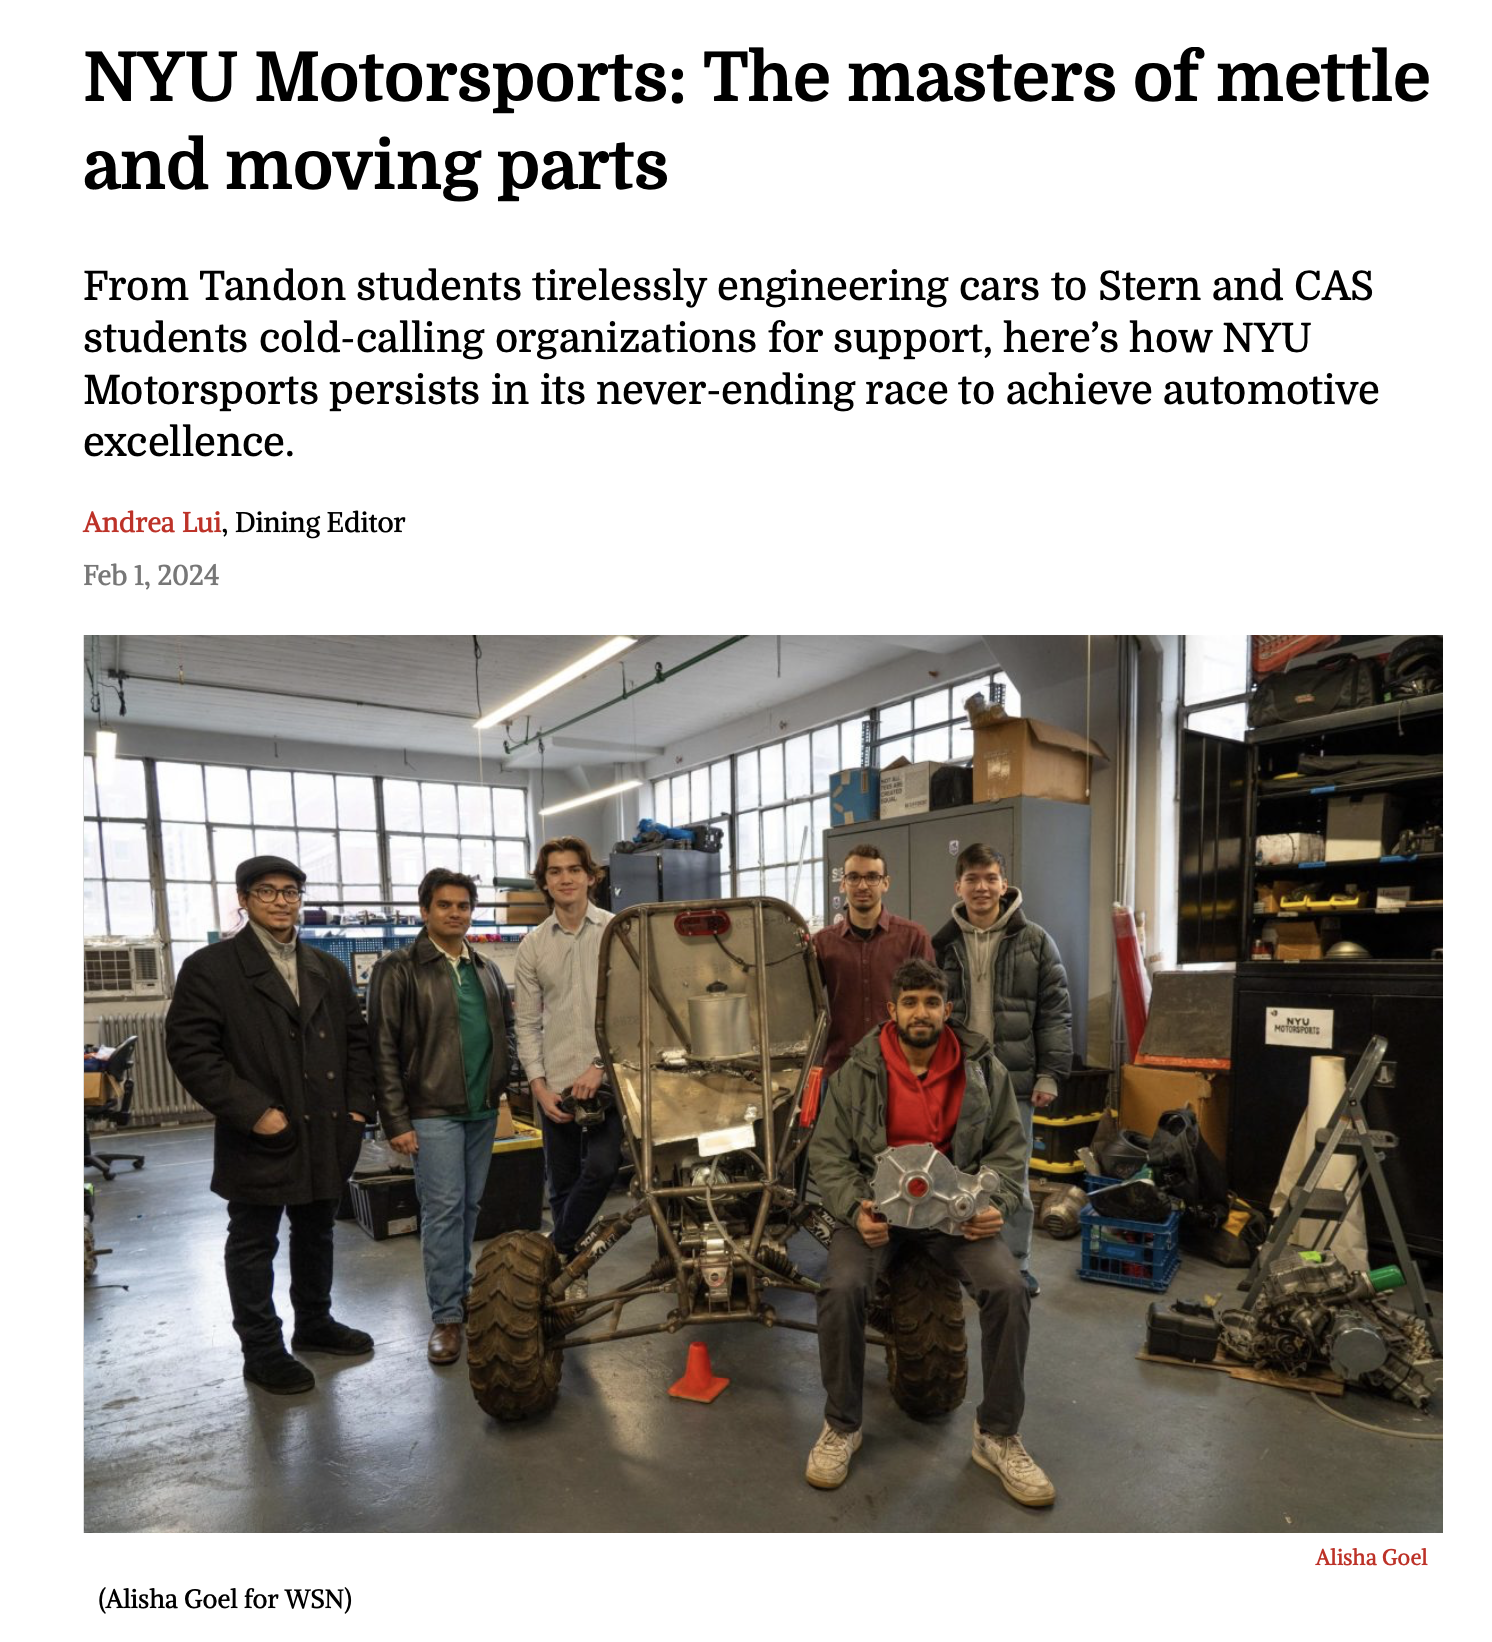 NYU Motorsports: The masters of mettle
and moving parts
From Tandon students tirelessly engineering cars to Stern and CAS
students cold-calling organizations for support, here’s how NYU
Motorsports persists in its never-ending race to achieve automotive
excellence.
Andrea Lui, Dining Editor
Feb 1, 2024
NYU
MOTORSPORTS
Alisha Goel
(Alisha Goel for WSN)